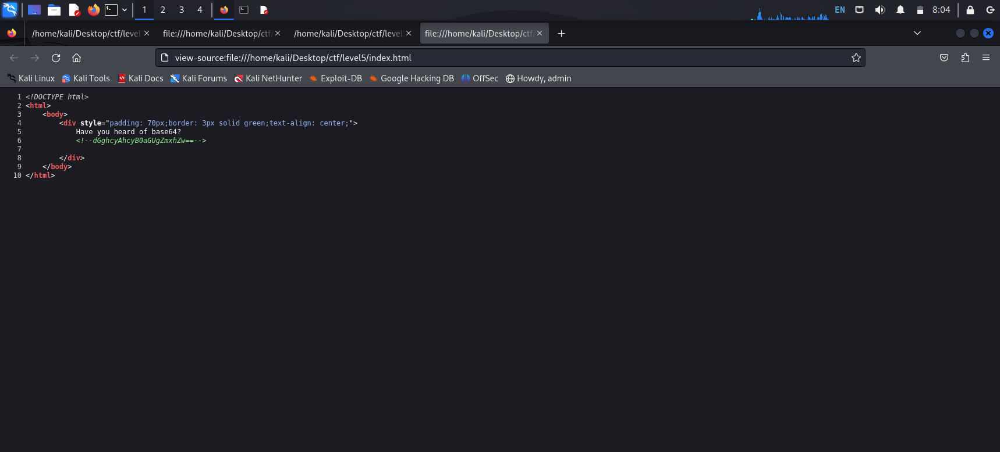 1 2 3 4 EN 8:04
/home/kali/Desktop/ctf/level file:///home/kali/Desktop/ctf/ /home/kali/Desktop/ctf/level file:///home/kali/Desktop/ctf/
view-source:file:///home/kali/Desktop/ctf/level5/index.html
Kali Linux Kali Tools Kali Docs Kali Forums Kali NetHunter Exploit-DB Google Hacking DB OffSec Howdy, admin
1 <!DOCTYPE html>
2 <html>
3 <body>
4 <div style="padding: 70px;border: 3px solid green;text-align: center;">
5 Have you heard of base64?
6 <!--dGghcyAhcyB0aGUgZmxhZw==-->
7
8 </div>
9 </body>
10 </html>